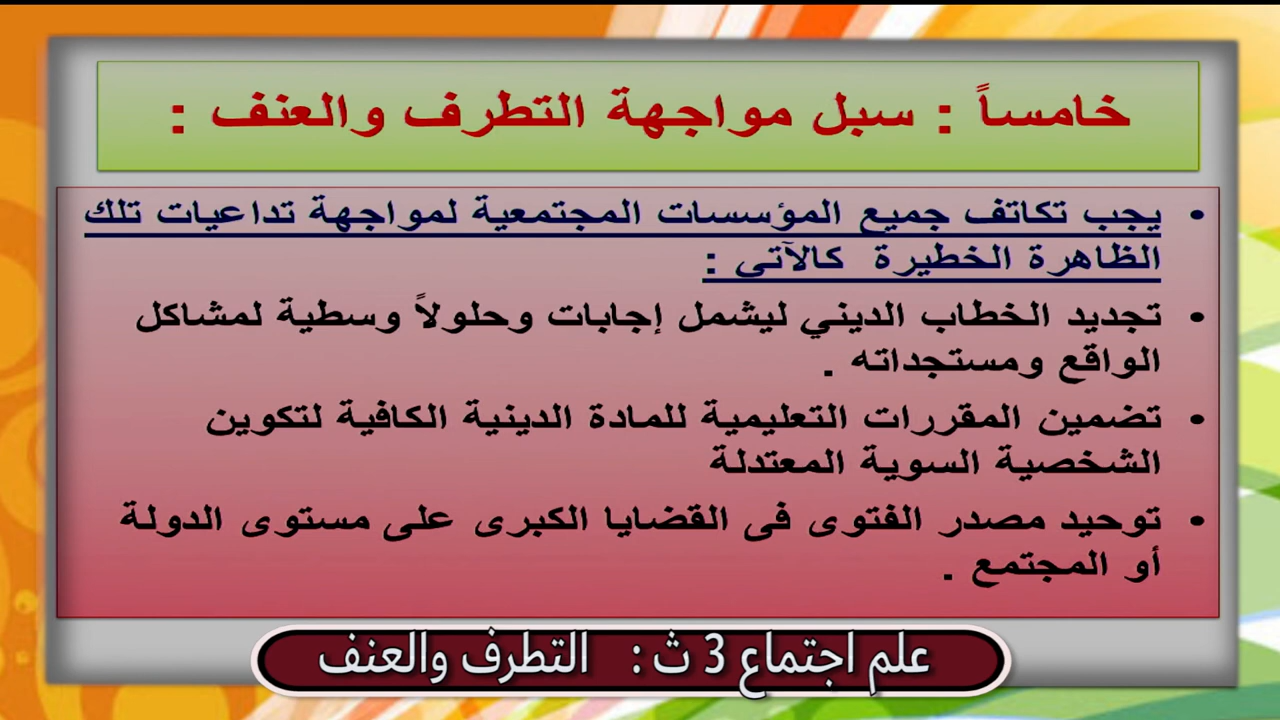 خامساً : سبل مواجهة التطرف والعنف :
• يجب تكاتف جميع المؤسسات المجتمعية لمواجهة تداعيات تلك
الظاهرة الخطيرة كالآتى :
• تجديد الخطاب الديني ليشمل إجابات وحلولاً وسطية لمشاكل
الواقع ومستجداته .
• تضمين المقررات التعليمية للمادة الدينية الكافية لتكوين
الشخصية السوية المعتدلة
• توحيد مصدر الفتوى فى القضايا الكبرى على مستوى الدولة
أو المجتمع .
علم اجتماع 3 ث : التطرف والعنف